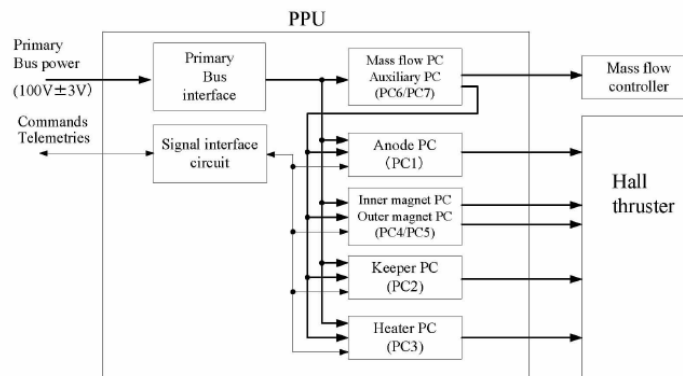 PPU
Primary
Bus power
(100V±3V)
Commands
Telemetries
Primary
Bus
interface
Signal interface
circuit
Mass flow PC
Auxiliary PC
(PC6/PC7)
Anode PC
(PC1)
Inner magnet PC
Outer magnet PC
(PC4/PC5)
Keeper PC
(PC2)
Heater PC
(PC3)
Mass flow
controller
Hall
thruster